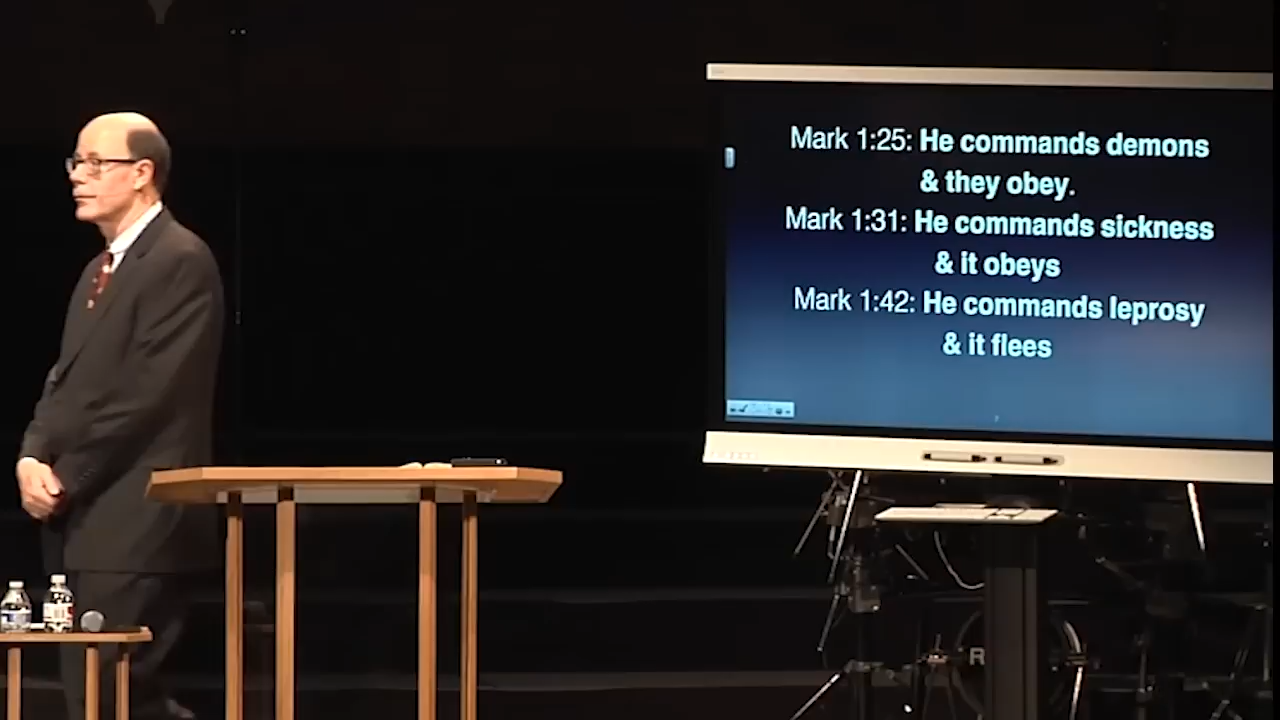 Mark 1:25: He commands demons
& they obey.
Mark 1:31: He commands sickness
& it obeys
Mark 1:42: He commands leprosy
& it flees
R